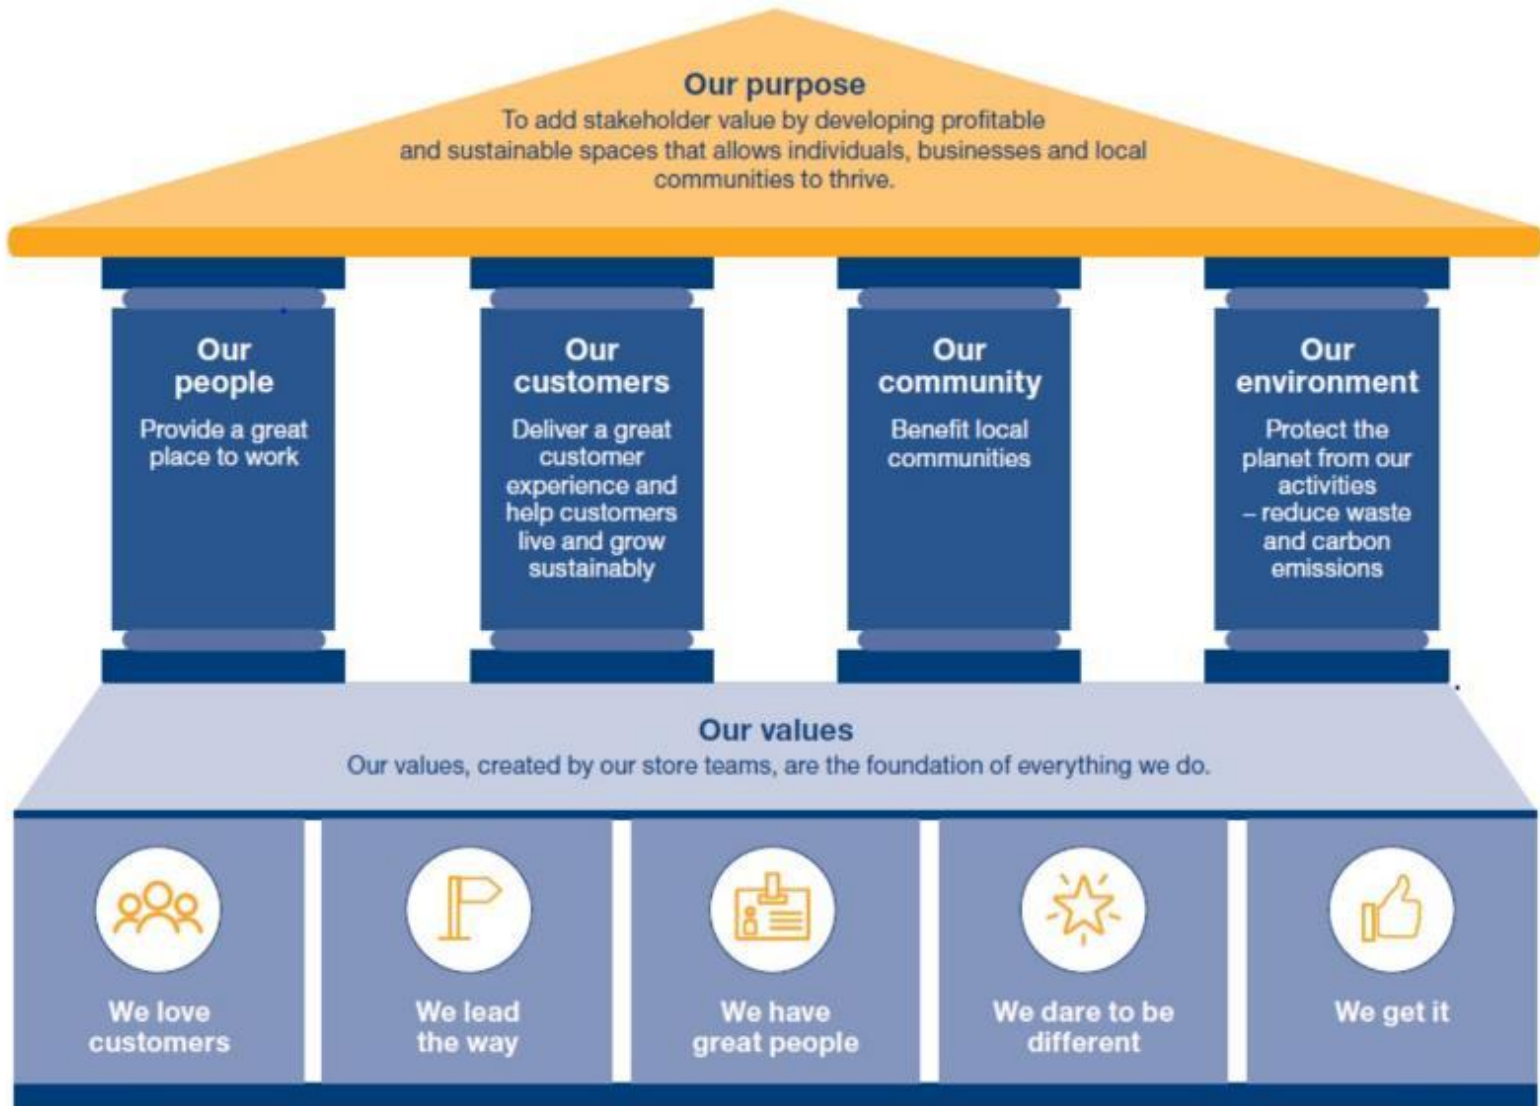 Our purpose
To add stakeholder value by developing profitable
and sustainable spaces that allows individuals, businesses and local
communities to thrive.
Our
people
Provide a great
place to work
Our
customers
Deliver a great
customer
experience and
help customers
live and grow
sustainably
Our
community
Benefit local
communities
Our
environment
Protect the
planet from our
activities
– reduce waste
and carbon
emissions
Our values
Our values, created by our store teams, are the foundation of everything we do.
We love
customers
We lead
the way
We have
great people
We dare to be
different
We get it